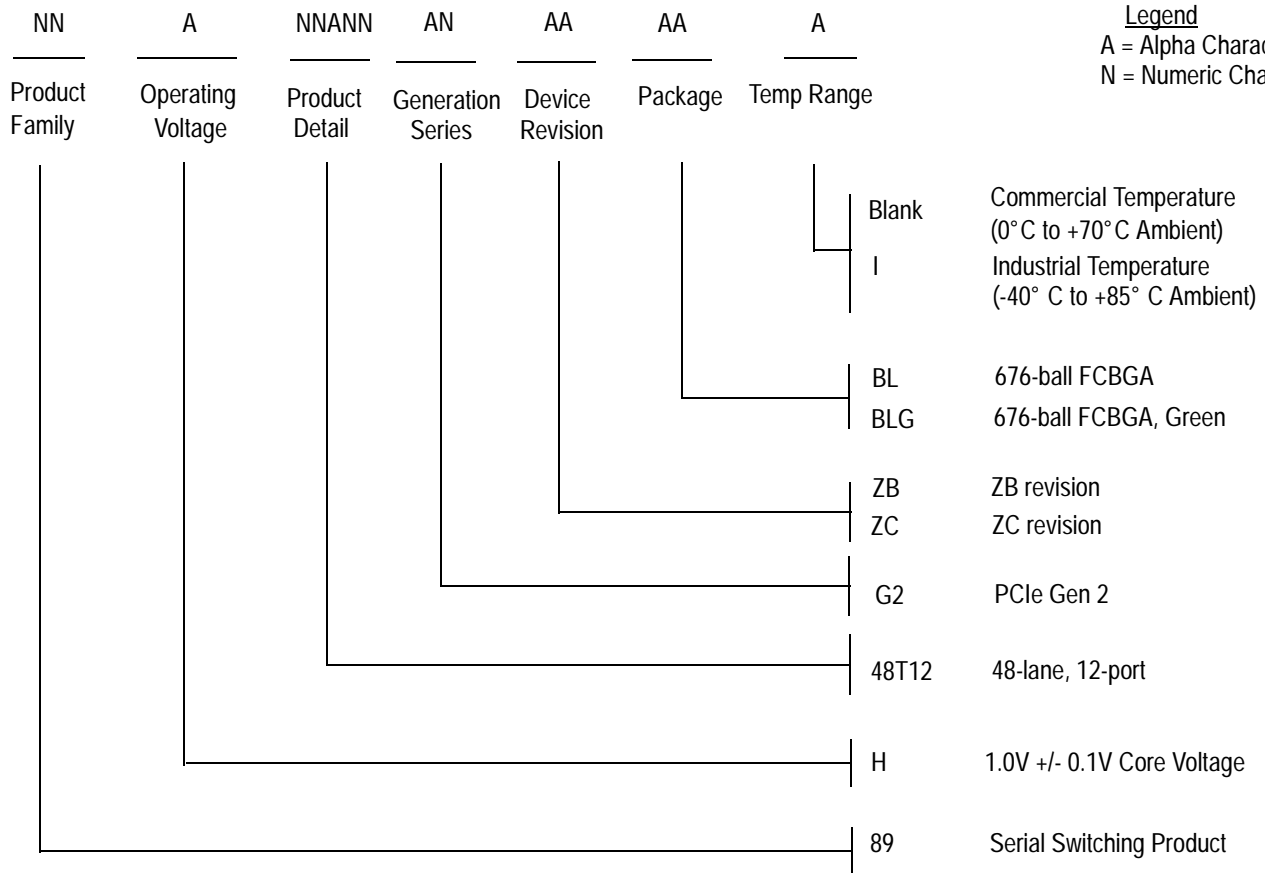 NN A NNANN AN AA AA A
Legend
A = Alpha
N = Numeric
Product Family
Operating Voltage
Product Detail
Generation Series
Device Revision
Package
Temp Range
Blank Commercial Temperature
(0°C to +70°C Ambient)
I Industrial Temperature
(-40° C to +85° C Ambient)
BL 676-ball FCBGA
BLG 676-ball FCBGA, Green
ZB ZB revision
ZC ZC revision
G2 PCIe Gen 2
48T12 48-lane, 12-port
H 1.0V +/- 0.1V Core Voltage
89 Serial Switching Product